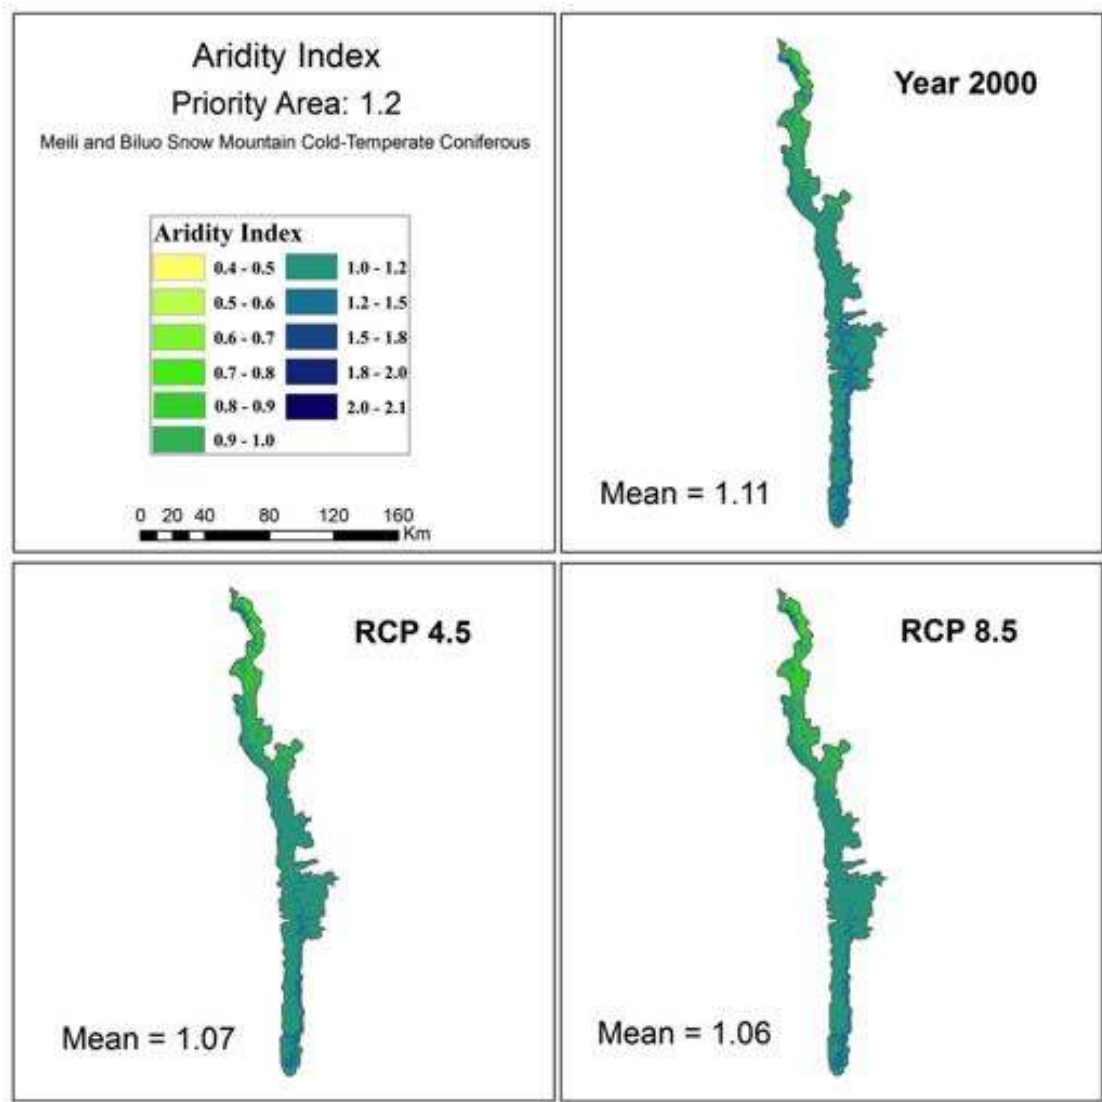 Aridity Index
Priority Area: 1.2
Meili and Biluo Snow Mountain Cold-Temperate Coniferous
Aridity Index
0.4 - 0.5
0.5 - 0.6
0.6 - 0.7
0.7 - 0.8
0.8 - 0.9
0.9 - 1.0
1.0 - 1.2
1.2 - 1.5
1.5 - 1.8
1.8 - 2.0
2.0 - 2.1
0 20 40 80 120 160
Km
Year 2000
Mean = 1.11
RCP 4.5
Mean = 1.07
RCP 8.5
Mean = 1.06